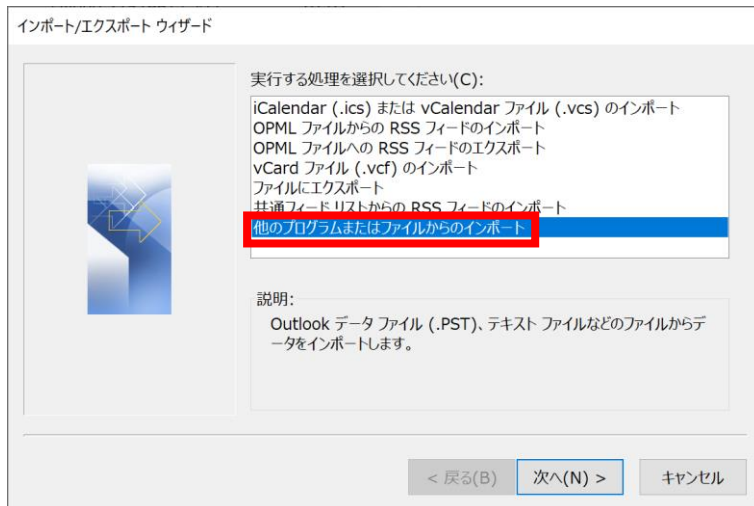 インポート/エクスポート ウィザード
実行する処理を選択してください(C):
iCalendar (.ics) または vCalendar ファイル (.vcs) のインポート
OPML ファイルからの RSS フィードのインポート
OPML ファイルへの RSS フィードのエクスポート
vCard ファイル (.vcf) のインポート
ファイルにエクスポート
共通フィード リストからの RSS フィードのインポート
他のプログラムまたはファイルからのインポート
説明:
Outlook データ ファイル (.PST)、テキスト ファイルなどのファイルからデ
ータをインポートします。
< 戻る(B) 次へ(N) > キャンセル